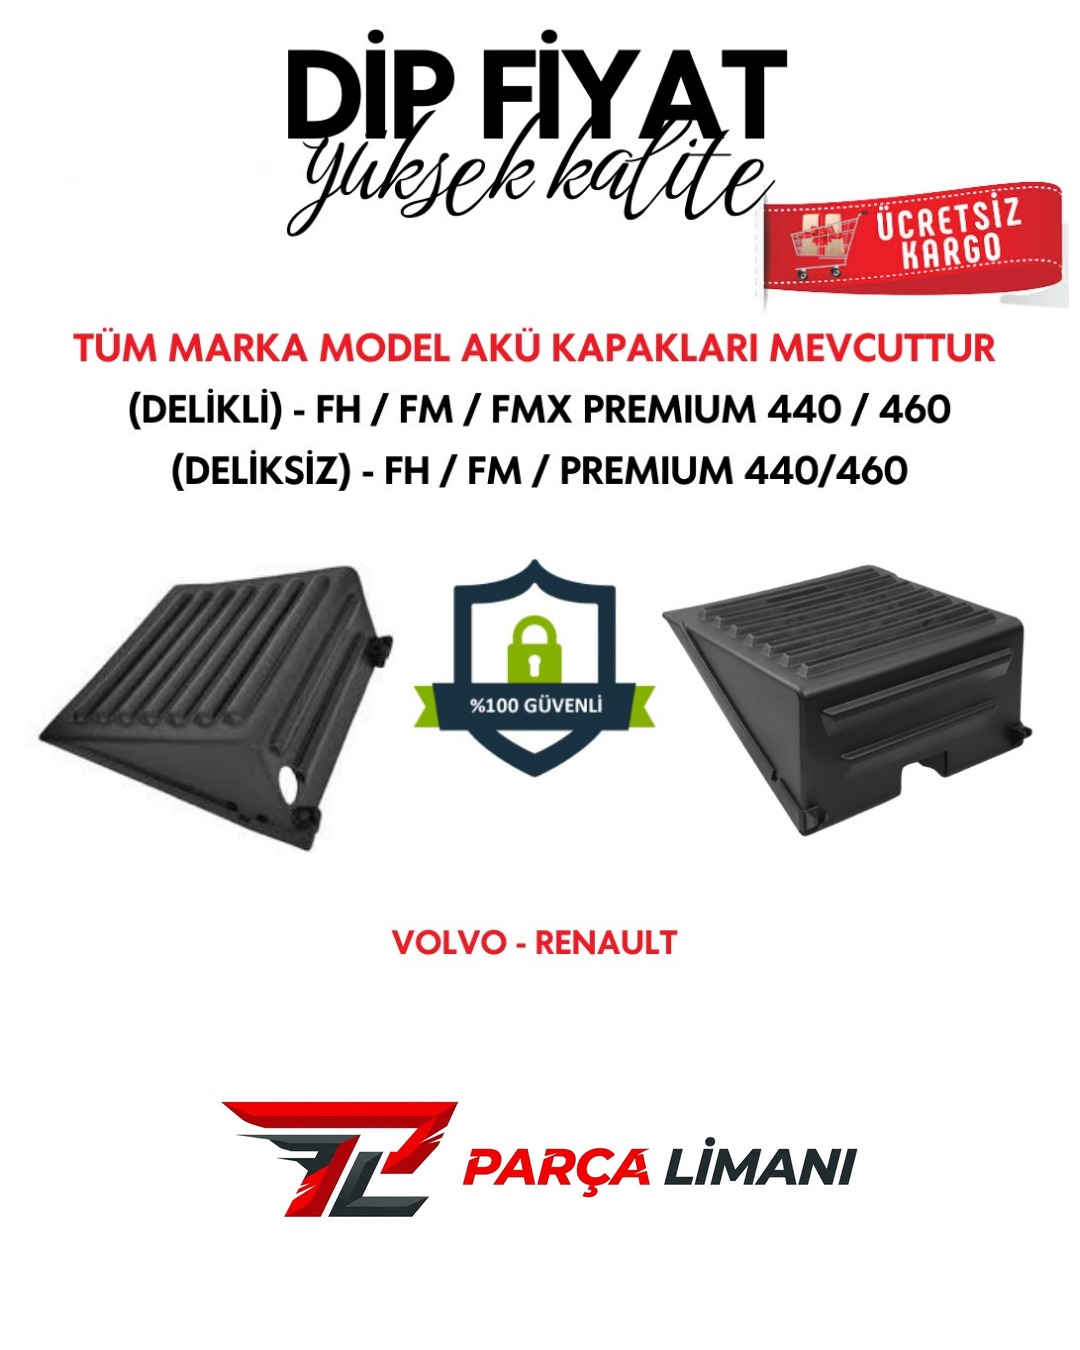 DİP FİYAT
yüksek kalite
ÜCRETSİZ
KARGO
TÜM MARKA MODEL AKÜ KAPAKLARI MEVCUTTUR
(DELİKLİ) - FH / FM / FMX PREMIUM 440 / 460
(DELİKSİZ) - FH / FM / PREMIUM 440/460
%100 GÜVENLİ
VOLVO - RENAULT
PARÇA LİMANI